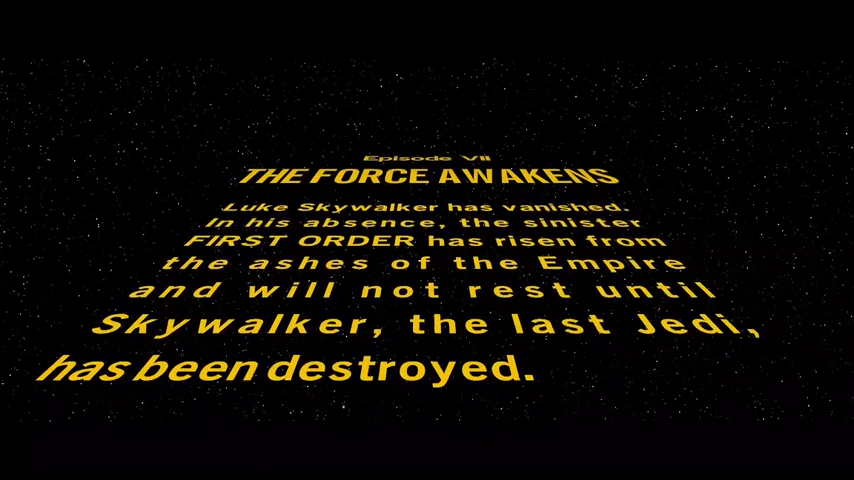 Episode VII
THE FORCE AWAKENS
Luke Skywalker has vanished.
In his absence, the sinister
FIRST ORDER has risen from
the ashes of the Empire
and will not rest until
Skywalker, the last Jedi,
has been destroyed.